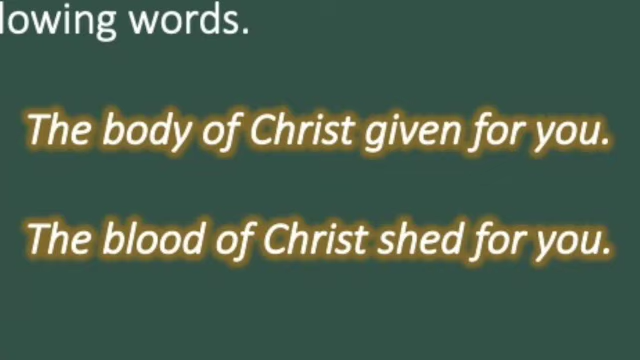 lowing words.
The body of Christ given for you.
The blood of Christ shed for you.